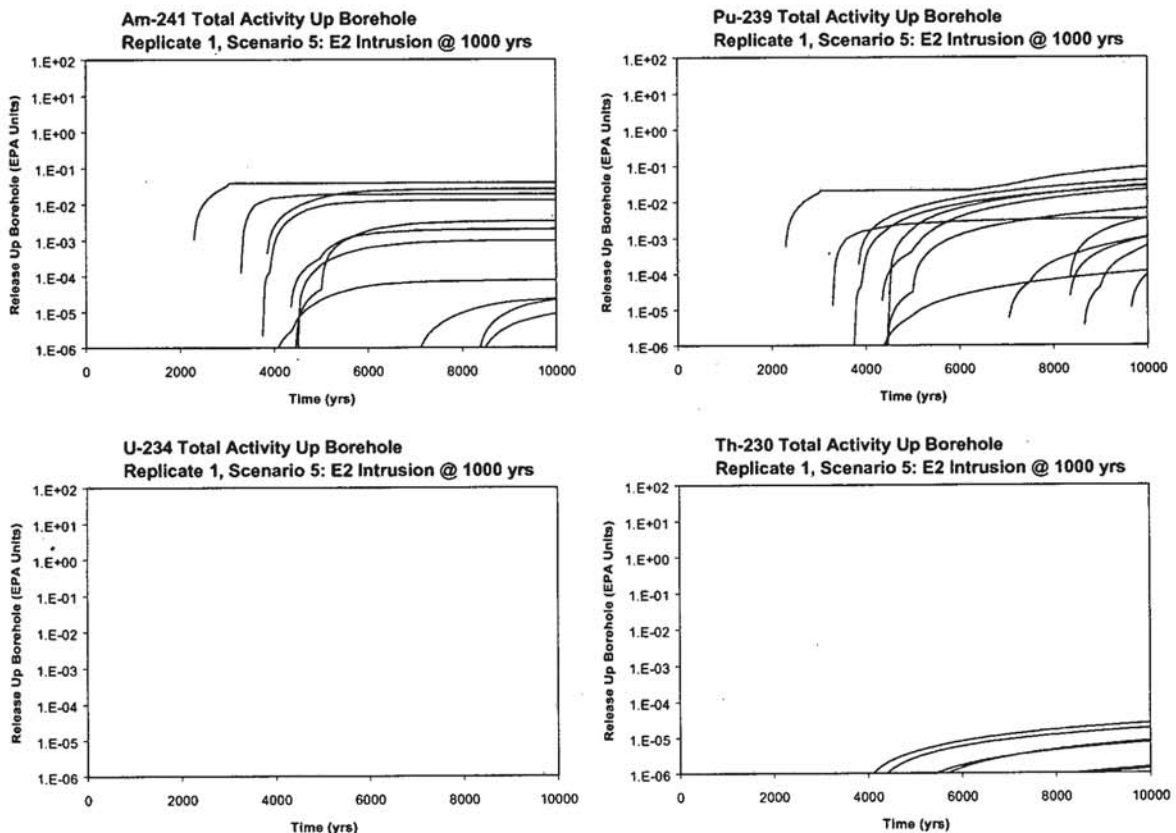 Am-241 Total Activity Up Borehole
Replicate 1, Scenario 5: E2 Intrusion @ 1000 yrs
Release Up Borehole (EPA Units)
1.E+02
1.E+01
1.E+00
1.E-01
1.E-02
1.E-03
1.E-04
1.E-05
1.E-06
0 2000 4000 6000 8000 10000
Time (yrs)
Pu-239 Total Activity Up Borehole
Replicate 1, Scenario 5: E2 Intrusion @ 1000 yrs
Release Up Borehole (EPA Units)
1.E+02
1.E+01
1.E+00
1.E-01
1.E-02
1.E-03
1.E-04
1.E-05
1.E-06
0 2000 4000 6000 8000 10000
Time (yrs)
U-234 Total Activity Up Borehole
Replicate 1, Scenario 5: E2 Intrusion @ 1000 yrs
Release Up Borehole (EPA Units)
1.E+02
1.E+01
1.E+00
1.E-01
1.E-02
1.E-03
1.E-04
1.E-05
1.E-06
0 2000 4000 6000 8000 10000
Time (yrs)
Th-230 Total Activity Up Borehole
Replicate 1, Scenario 5: E2 Intrusion @ 1000 yrs
Release Up Borehole (EPA Units)
1.E+02
1.E+01
1.E+00
1.E-01
1.E-02
1.E-03
1.E-04
1.E-05
1.E-06
0 2000 4000 6000 8000 10000
Time (yrs)